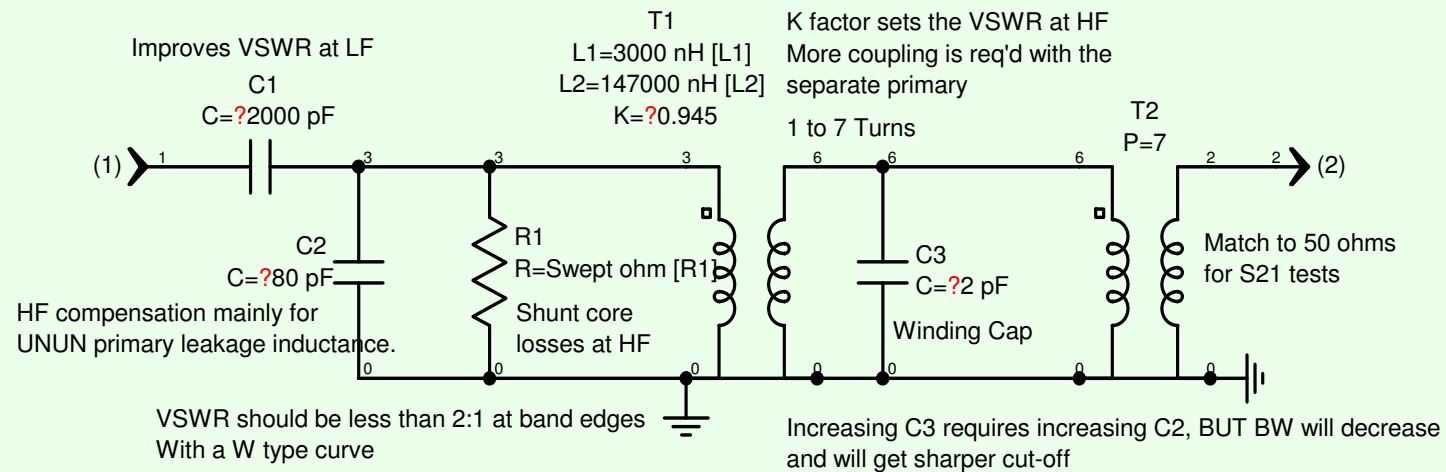 Improves VSWR at LF
C1
C=?2000 pF
T1
L1=3000 nH [L1]
L2=147000 nH [L2]
K=?0.945
K factor sets the VSWR at HF
More coupling is req'd with the
separate primary
1 to 7 Turns
T2
P=7
(1)
1
3
3
3
6
6
6
2
2
(2)
C2
C=?80 pF
HF compensation mainly for
UNUN primary leakage inductance.
R1
R=Swept ohm [R1]
Shunt core
losses at HF
C3
C=?2 pF
Winding Cap
Match to 50 ohms
for S21 tests
0
0
0
0
0
0
0
VSWR should be less than 2:1 at band edges
With a W type curve
Increasing C3 requires increasing C2, BUT BW will decrease
and will get sharper cut-off